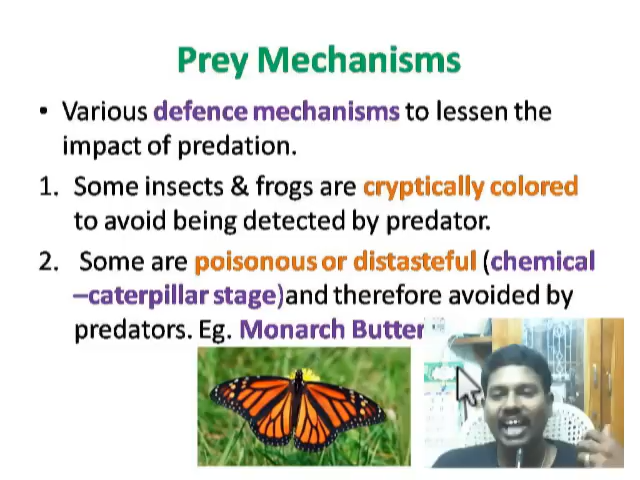 Prey Mechanisms
• Various defence mechanisms to lessen the
impact of predation.
1. Some insects & frogs are cryptically colored
to avoid being detected by predator.
2. Some are poisonous or distasteful (chemical
–caterpillar stage)and therefore avoided by
predators. Eg. Monarch Butter